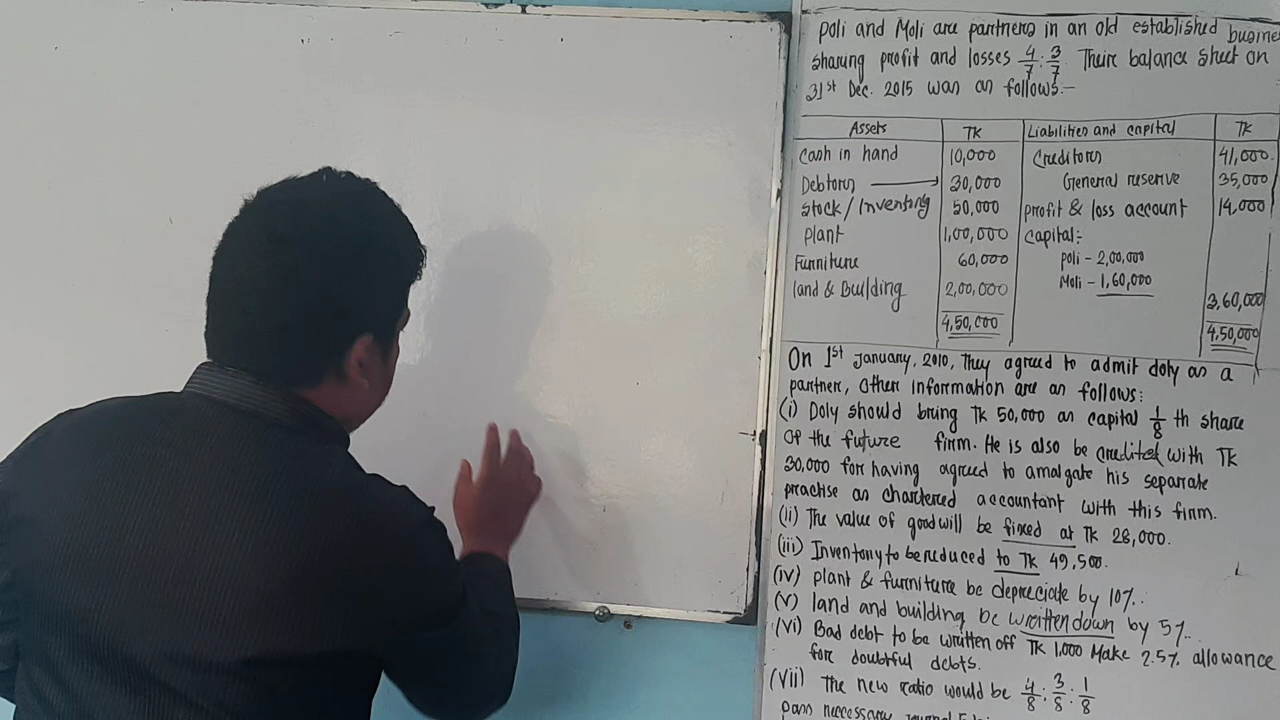 Poli and Moli are partners in an old established
sharing profit and losses 4/7 : 3/7. Their balance sheet on
31st Dec. 2015 was as follows:-
Assets TK Liabilities and capital TK
Cash in hand 10,000 Creditors 41,000
Debtors 30,000 General reserve 35,000
Stock/Inventory 50,000 profit & loss account 14,000
plant 1,00,000 Capital:
Furniture 60,000 Poli - 2,00,000
land & Building 2,00,000 Moli - 1,60,000
3,60,000
4,50,000 4,50,000
On 1st January, 2010, They agreed to admit doly as a
partner, Other information are as follows:
(i) Doly should bring TK 50,000 as capital 1/8 th share
of the future firm. He is also be credited with TK
30,000 for having agreed to amalgate his separate
practise as chartered accountant with this firm.
(ii) The value of goodwill be fixed at TK 28,000.
(iii) Inventory to be reduced to TK 49,500.
(iv) plant & furniture be depreciate by 10%.
(v) land and building be written down by 5%.
(vi) Bad debt to be written off TK 1,000 Make 2.5% allowance
for doubtful debts.
(vii) The new ratio would be 4/8 : 3/8 : 1/8
pass necessary